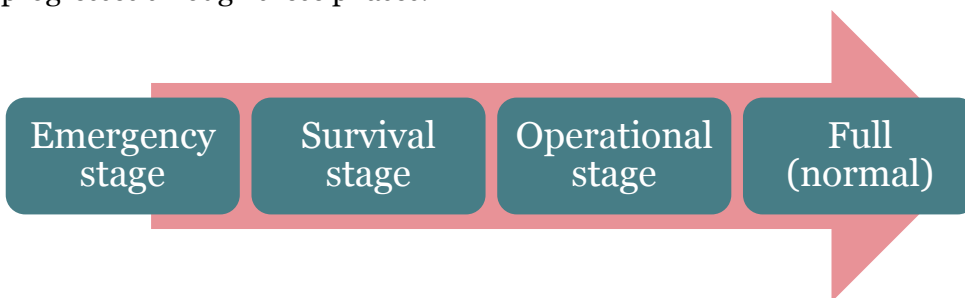 Emergency
stage
Survival
stage
Operational
stage
Full
(normal)